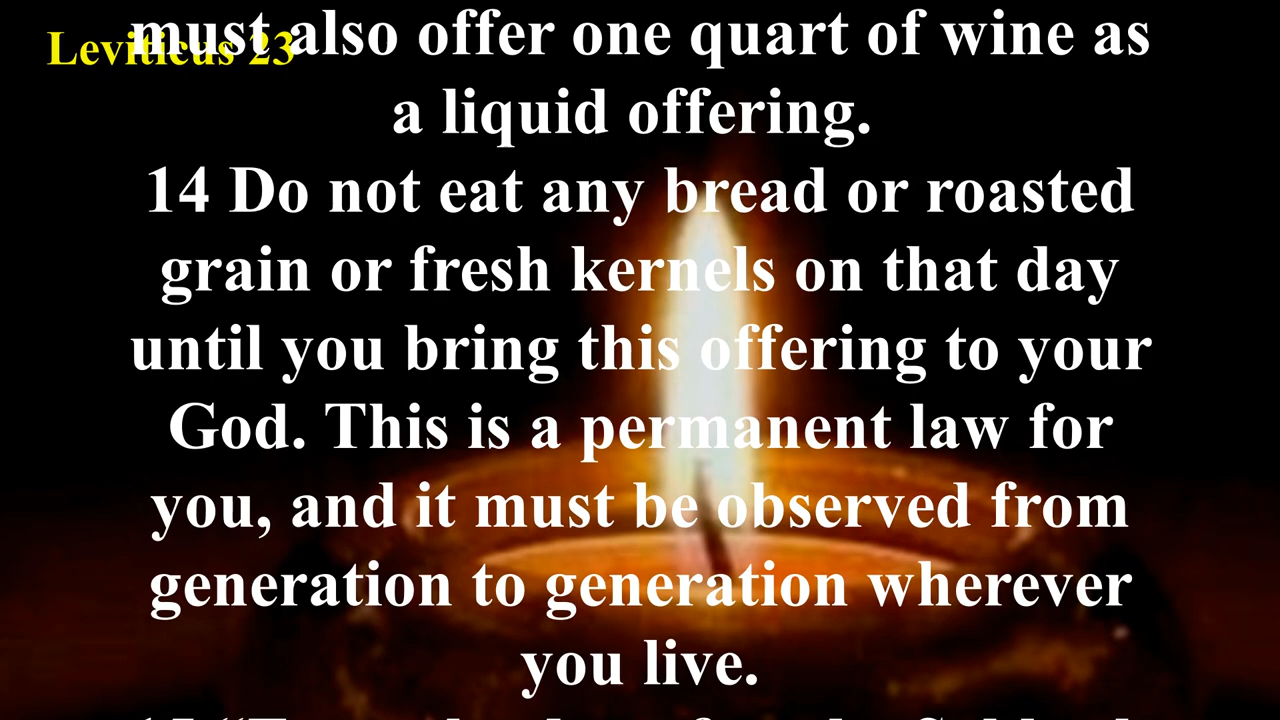 Leviticus 23
must also offer one quart of wine as
a liquid offering.
14 Do not eat any bread or roasted
grain or fresh kernels on that day
until you bring this offering to your
God. This is a permanent law for
you, and it must be observed from
generation to generation wherever
you live.